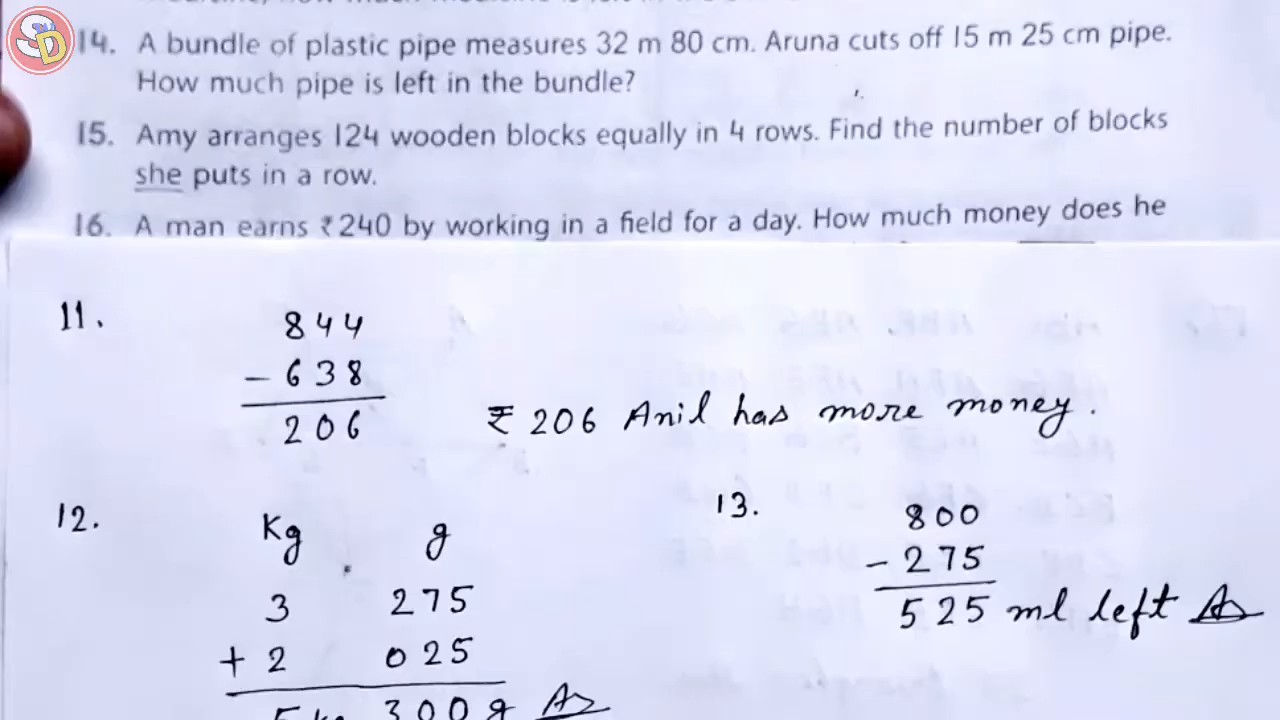 SD
14. A bundle of plastic pipe measures 32 m 80 cm. Aruna cuts off 15 m 25 cm pipe.
How much pipe is left in the bundle?
15. Amy arranges 124 wooden blocks equally in 4 rows. Find the number of blocks
she puts in a row.
16. A man earns ₹240 by working in a field for a day. How much money does he
11.
844
- 638
206
₹ 206 Anil has more money.
12.
Kg g
3 275
+ 2 025
5 kg 300 g
13.
800
- 275
525 ml left